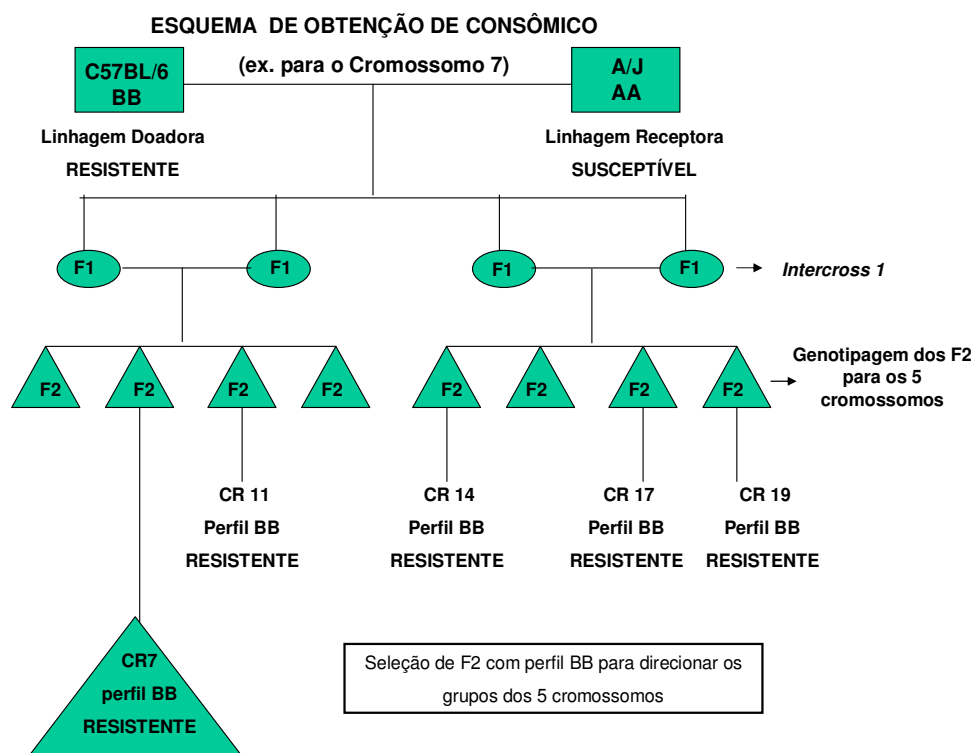 ESQUEMA DE OBTENÇÃO DE CONSÔMICO
(ex. para o Cromossomo 7)
C57BL/6
BB
A/J
AA
Linhagem Doadora
RESISTENTE
Linhagem Receptora
SUSCEPTÍVEL
F1
F1
F1
F1
Intercross 1
F2
F2
F2
F2
F2
F2
F2
F2
Genotipagem dos F2
para os 5
cromossomos
CR 11
Perfil BB
RESISTENTE
CR 14
Perfil BB
RESISTENTE
CR 17
Perfil BB
RESISTENTE
CR 19
Perfil BB
RESISTENTE
CR7
perfil BB
RESISTENTE
Seleção de F2 com perfil BB para direcionar os
grupos dos 5 cromossomos